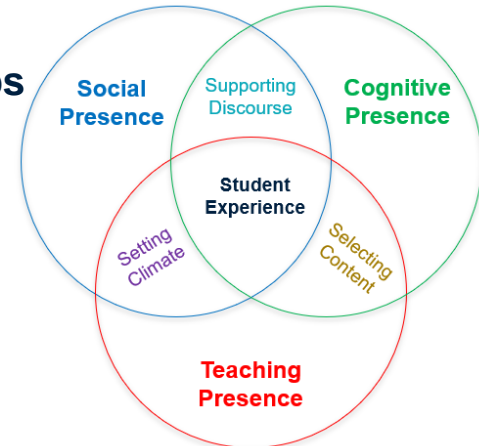 Social
Presence
Supporting
Discourse
Cognitive
Presence
Student
Experience
Setting
Climate
Selecting
Content
Teaching
Presence